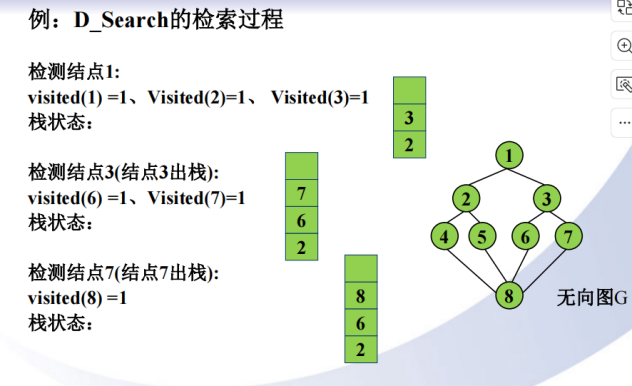 例：D_Search的检索过程
检测结点1:
visited(1) =1、Visited(2)=1、 Visited(3)=1
栈状态：
3
2
检测结点3(结点3出栈):
visited(6) =1、Visited(7)=1
栈状态：
7
6
2
检测结点7(结点7出栈):
visited(8) =1
栈状态：
8
6
2
1
2 3
4 5 6 7
8
无向图G